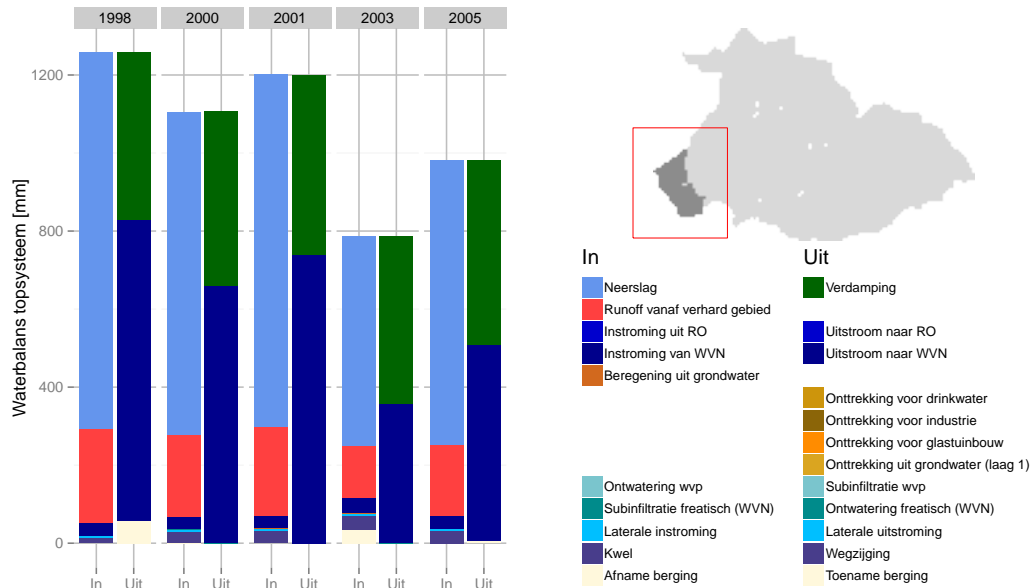 1998 2000 2001 2003 2005
Waterbalans topsysteem [mm]
1200
800
400
0
In Uit In Uit In Uit In Uit In Uit
In
Neerslag
Runoff vanaf verhard gebied
Instroming uit RO
Instroming van WVN
Beregening uit grondwater
Ontwatering wvp
Subinfiltratie freatisch (WVN)
Laterale instroming
Kwel
Afname berging
Uit
Verdamping
Uitstroom naar RO
Uitstroom naar WVN
Onttrekking voor drinkwater
Onttrekking voor industrie
Onttrekking voor glastuinbouw
Onttrekking uit grondwater (laag 1)
Subinfiltratie wvp
Ontwatering freatisch (WVN)
Laterale uitstroming
Wegzijging
Toename berging